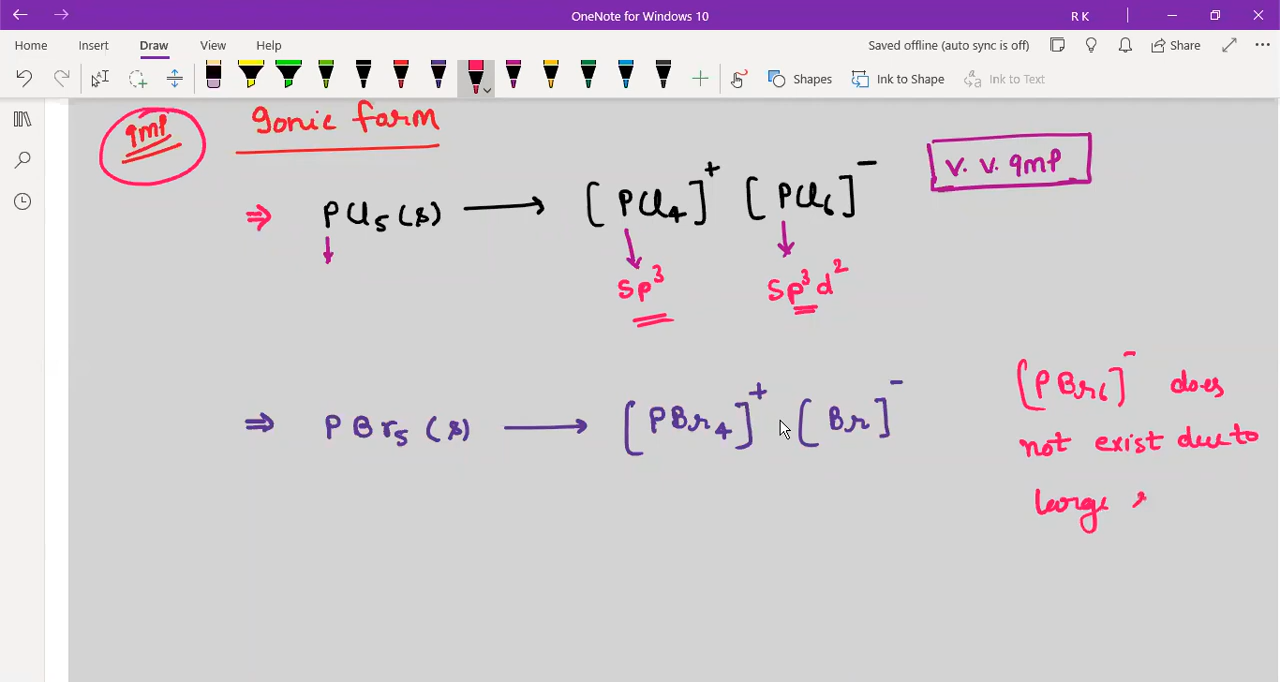 OneNote for Windows 10
R K
Home Insert Draw View Help
Saved offline (auto sync is off) Share
Shapes Ink to Shape Ink to Text
Imp
Ionic form
V. V. Imp
⇒ PCl₅(s) ⟶ [PCl₄]⁺ [PCl₆]⁻
sp³ sp³d²
⇒ PBr₅(s) ⟶ [PBr₄]⁺ [Br]⁻
[PBr₆]⁻ does
not exist due to
large